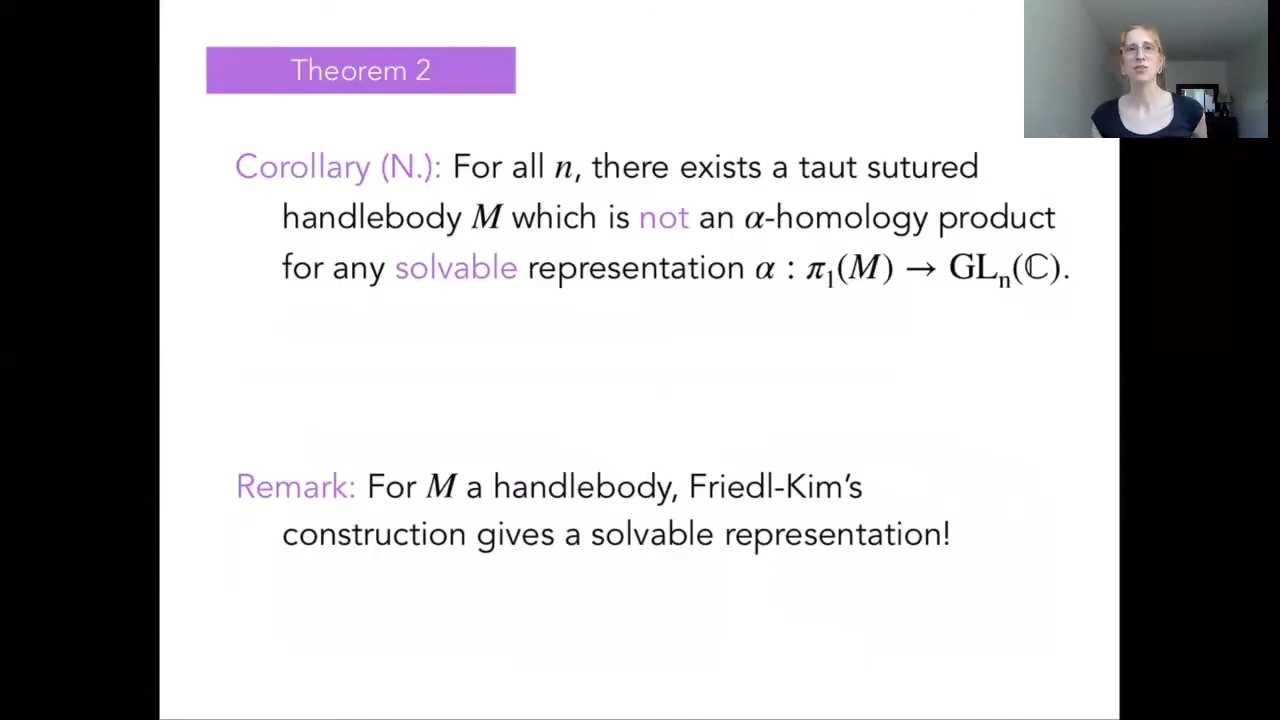 Theorem 2
Corollary (N.): For all n, there exists a taut sutured
handlebody M which is not an α-homology product
for any solvable representation α : π₁(M) → GLₙ(ℂ).
Remark: For M a handlebody, Friedl-Kim's
construction gives a solvable representation!